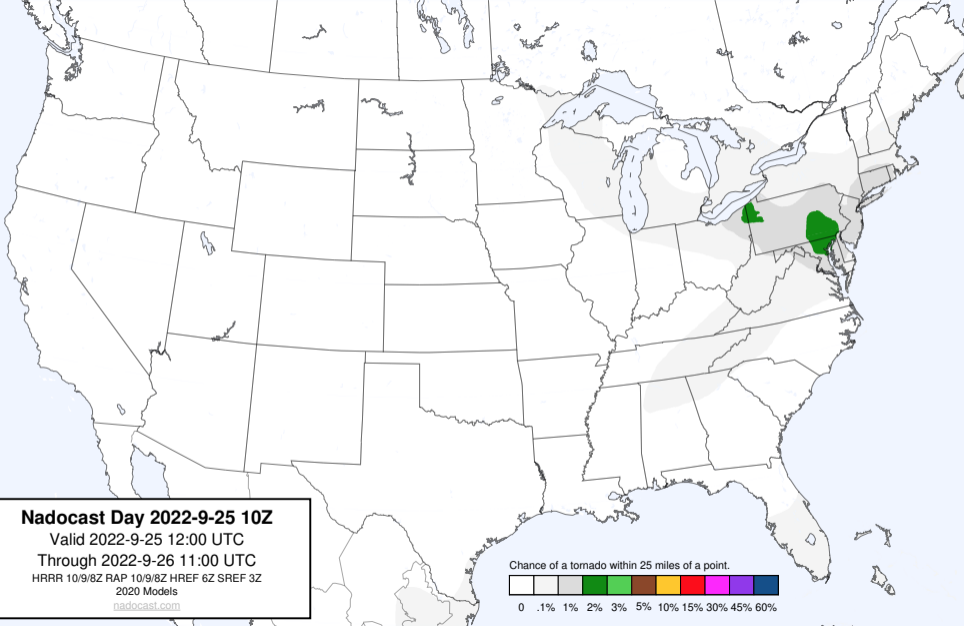 Nadocast Day 2022-9-25 10Z
Valid 2022-9-25 12:00 UTC
Through 2022-9-26 11:00 UTC
HRRR 10/9/8Z RAP 10/9/8Z HREF 6Z SREF 3Z
2020 Models
nadocast.com
Chance of a tornado within 25 miles of a point.
0 .1% 1% 2% 3% 5% 10% 15% 30% 45% 60%